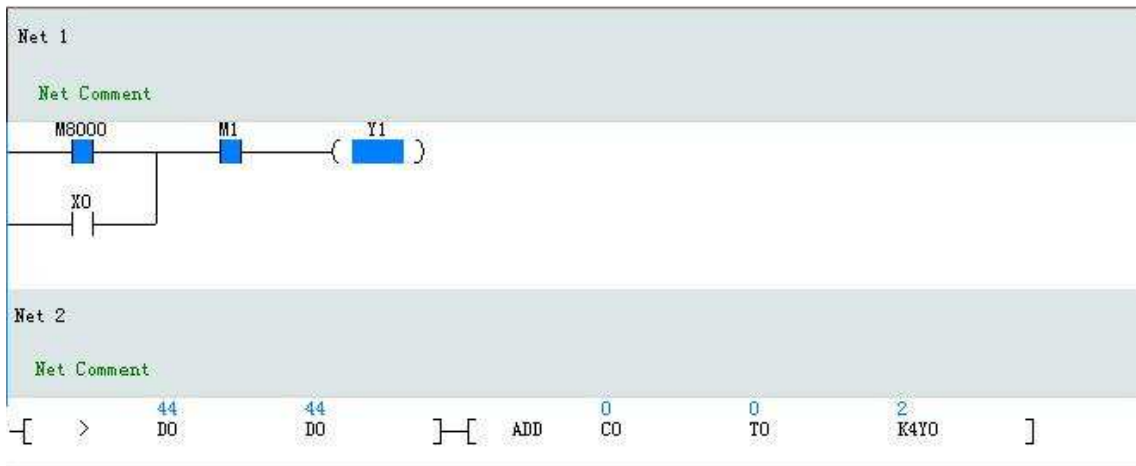 Net 1
Net Comment
M8000 M1 Y1
X0
Net 2
Net Comment
44 44 0 0 2
> D0 D0 ADD C0 T0 K4Y0